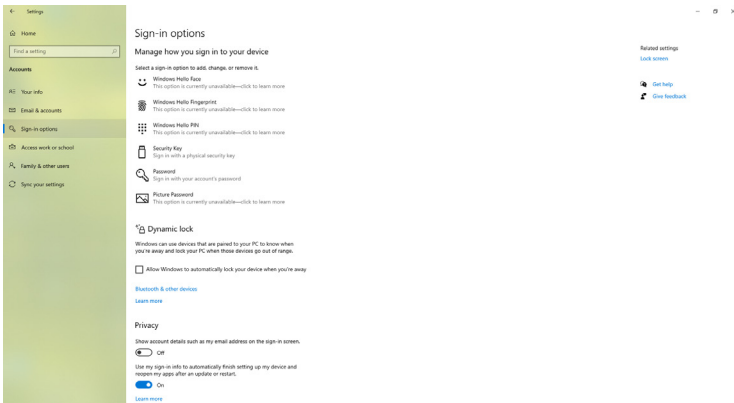 Settings
Home
Find a setting
Accounts
Your info
Email & accounts
Sign-in options
Access work or school
Family & other users
Sync your settings
Sign-in options
Manage how you sign in to your device
Select a sign-in option to add, change, or remove it.
Windows Hello Face
This option is currently unavailable—click to learn more
Windows Hello Fingerprint
This option is currently unavailable—click to learn more
Windows Hello PIN
This option is currently unavailable—click to learn more
Security Key
Sign in with a physical security key
Password
Sign in with your account's password
Picture Password
This option is currently unavailable—click to learn more
Dynamic lock
Windows can use devices that are paired to your PC to know when
you're away and lock your PC when those devices go out of range.
Allow Windows to automatically lock your device when you're away
Bluetooth & other devices
Learn more
Privacy
Show account details such as my email address on the sign-in screen.
Off
Use my sign-in info to automatically finish setting up my device and
reopen my apps after an update or restart.
On
Learn more
Related settings
Lock screen
Get help
Give feedback